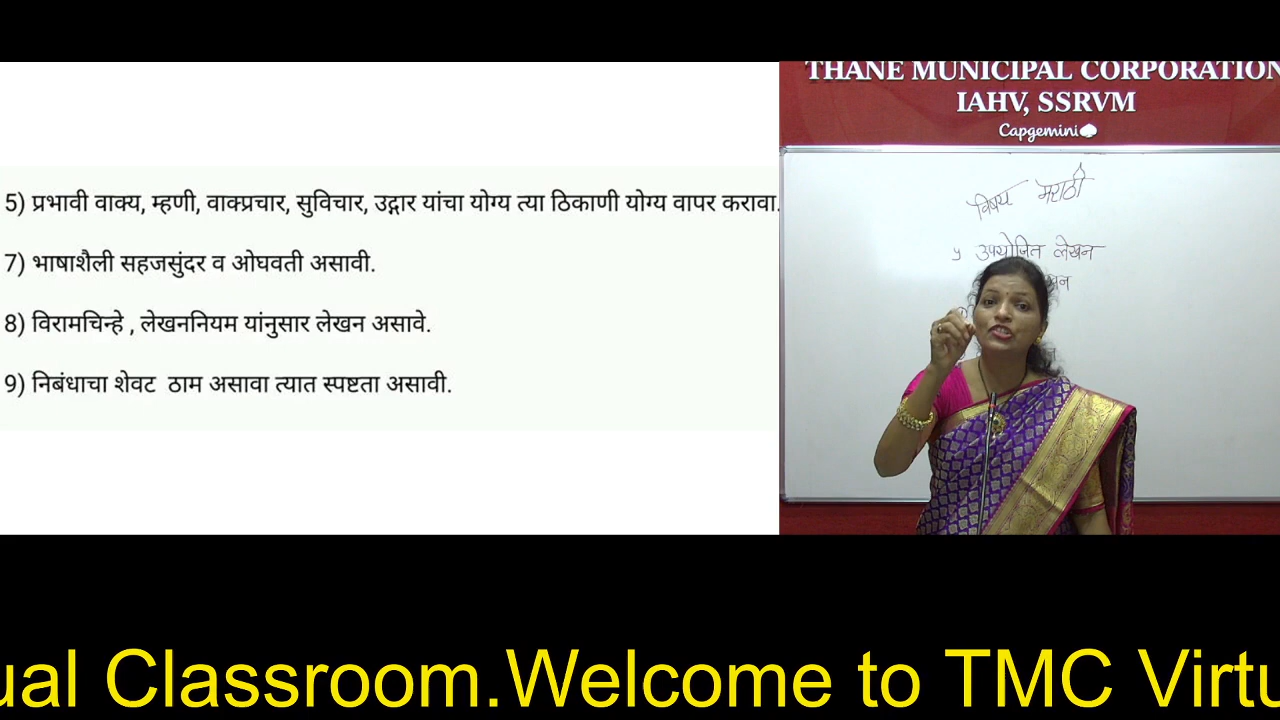 5) प्रभावी वाक्य, म्हणी, वाक्प्रचार, सुविचार, उद्गार यांचा योग्य त्या ठिकाणी योग्य वापर करावा.
7) भाषाशैली सहजसुंदर व ओघवती असावी.
8) विरामचिन्हे , लेखननियम यांनुसार लेखन असावे.
9) निबंधाचा शेवट ठाम असावा त्यात स्पष्टता असावी.
THANE MUNICIPAL CORPORATION
IAHV, SSRVM
Capgemini
विषय मराठी
उपयोजित लेखन
ual Classroom.Welcome to TMC Virtu